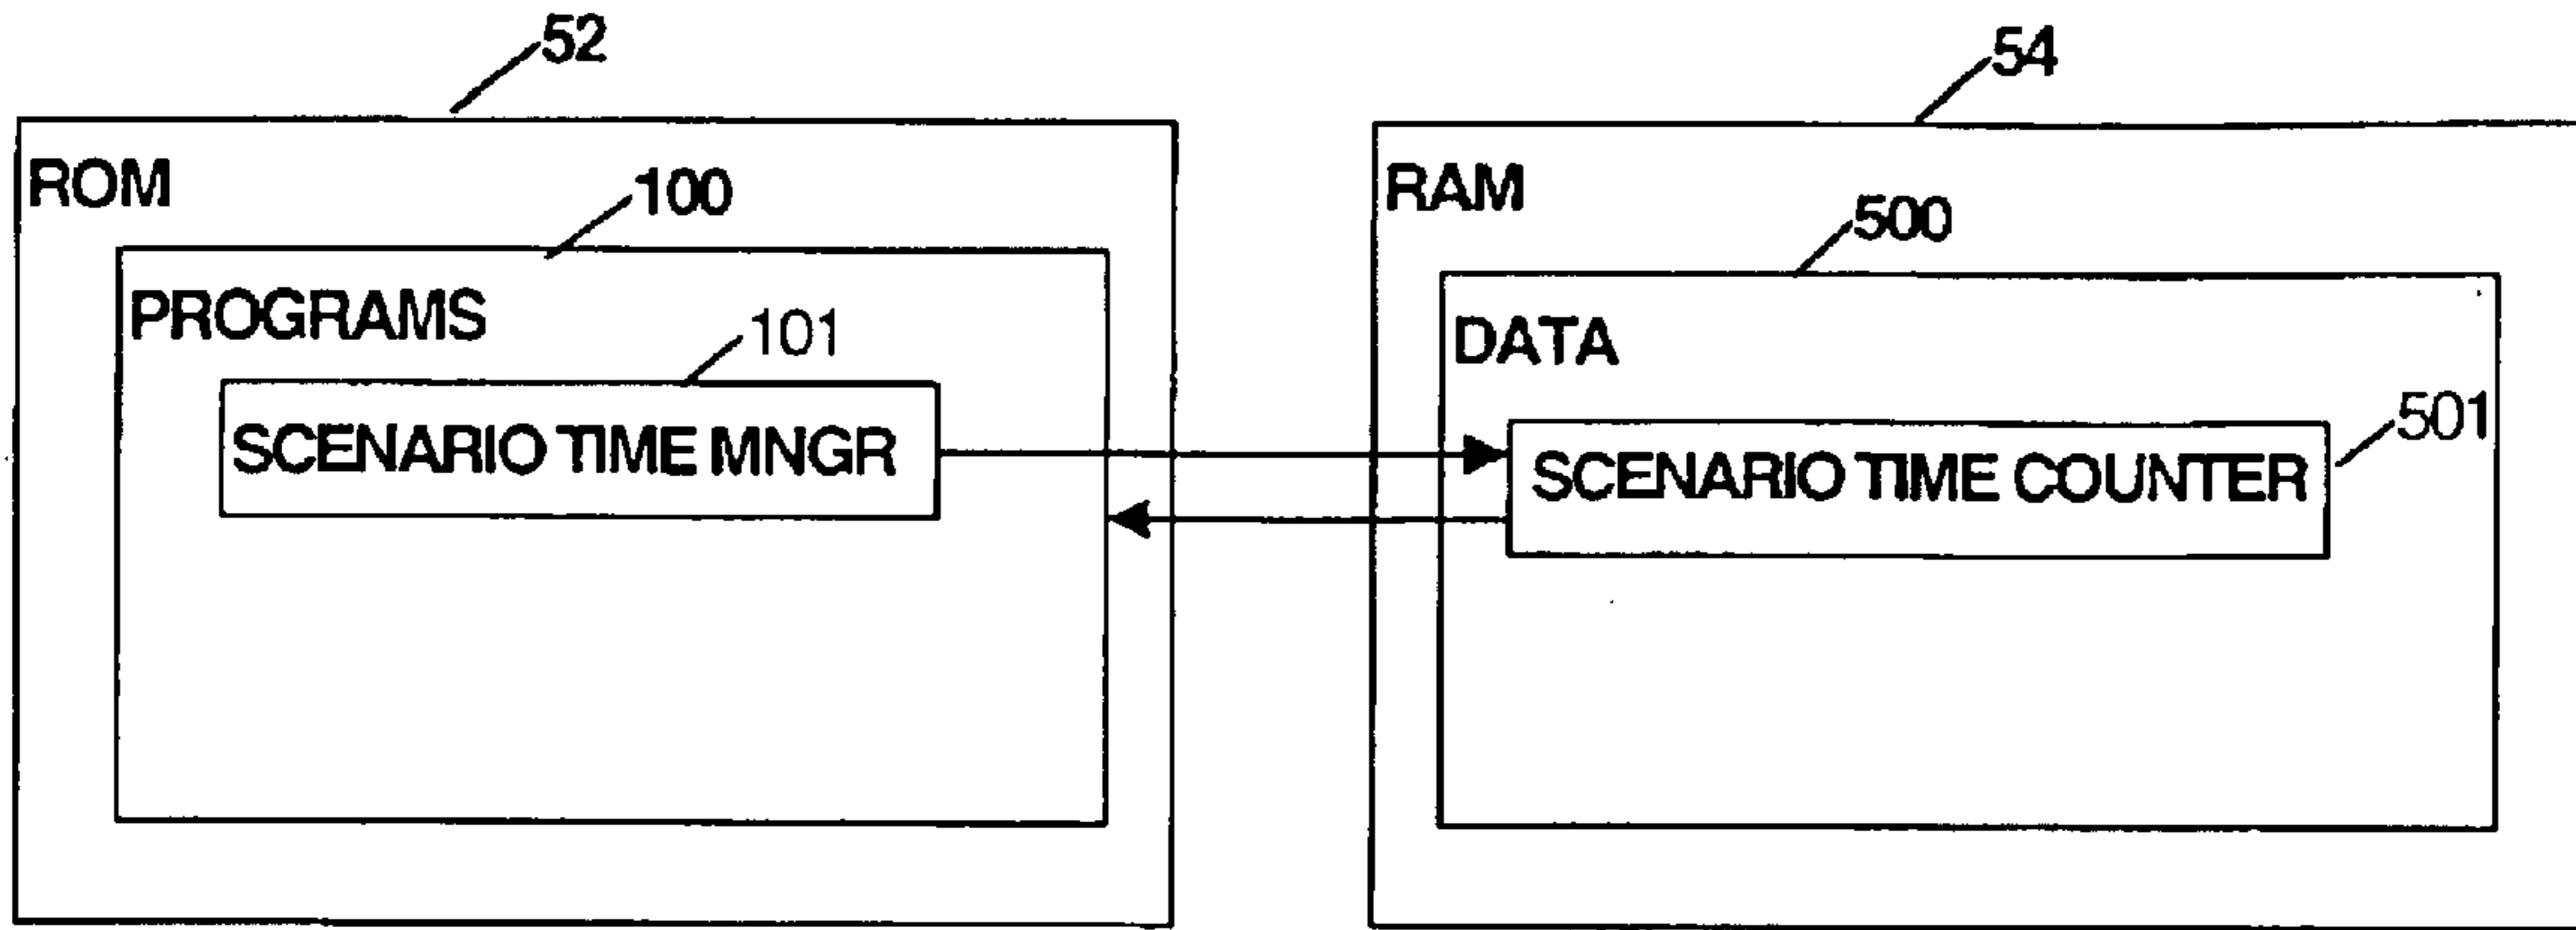 52
54
ROM
100
RAM
500
PROGRAMS
101
DATA
SCENARIO TIME MNGR
SCENARIO TIME COUNTER
501